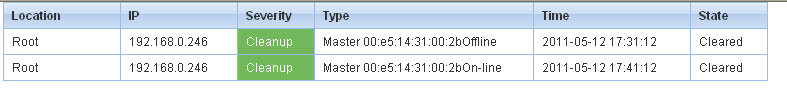 Location IP Severity Type Time State
Root 192.168.0.246 Cleanup Master 00:e5:14:31:00:2bOffline 2011-05-12 17:31:12 Cleared
Root 192.168.0.246 Cleanup Master 00:e5:14:31:00:2bOn-line 2011-05-12 17:41:12 Cleared